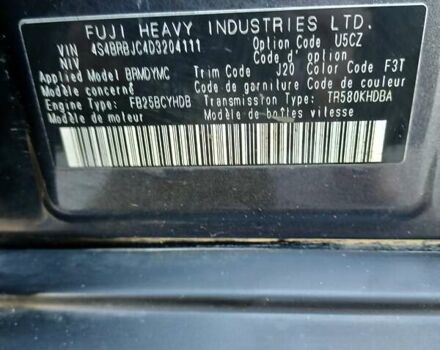 FUJI HEAVY INDUSTRIES LTD.
VIN 4S4BRBJC4D3204111 Option Code U5CZ
NIV Code d'option
Applied Model BRMDYMC Trim Code J20 Color Code F3T
Modèle concerné Code de garniture Code de couleur
Engine Type: FB25BCYHDB Transmission Type: TR580KHDBA
Modèle de moteur Modèle de boîtes vitesse